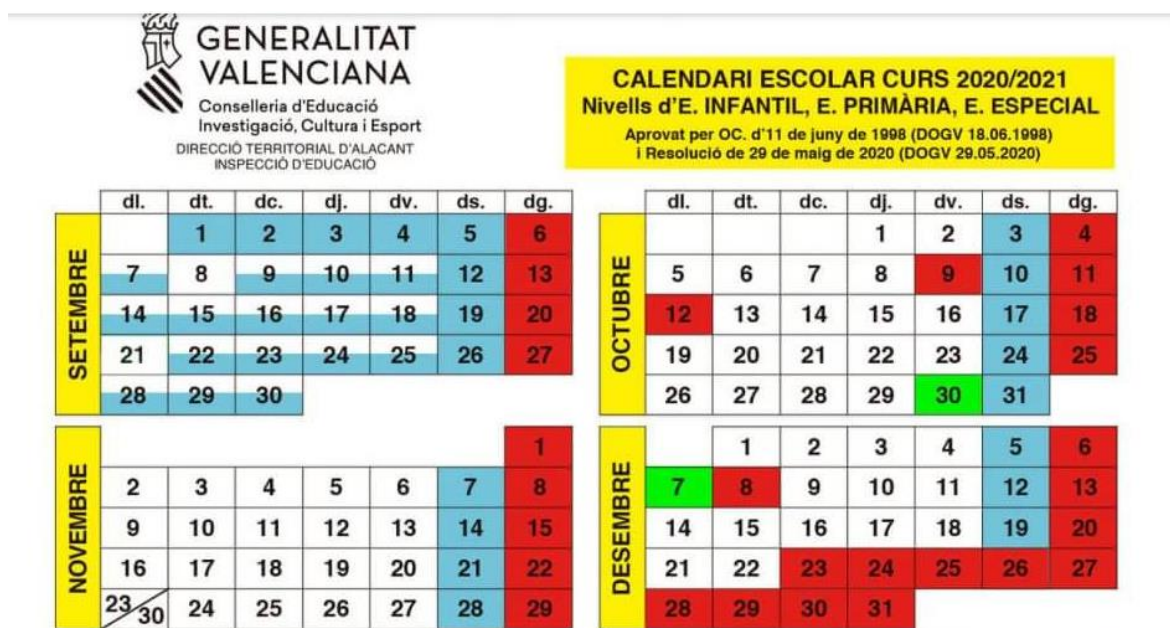 GENERALITAT
VALENCIANA
Conselleria d'Educació
Investigació, Cultura i Esport
DIRECCIÓ TERRITORIAL D'ALACANT
INSPECCIÓ D'EDUCACIÓ
CALENDARI ESCOLAR CURS 2020/2021
Nivells d'E. INFANTIL, E. PRIMÀRIA, E. ESPECIAL
Aprovat per OC. d'11 de juny de 1998 (DOGV 18.06.1998)
i Resolució de 29 de maig de 2020 (DOGV 29.05.2020)
SETEMBRE
dl. dt. dc. dj. dv. ds. dg.
1 2 3 4 5 6
7 8 9 10 11 12 13
14 15 16 17 18 19 20
21 22 23 24 25 26 27
28 29 30
OCTUBRE
dl. dt. dc. dj. dv. ds. dg.
1 2 3 4
5 6 7 8 9 10 11
12 13 14 15 16 17 18
19 20 21 22 23 24 25
26 27 28 29 30 31
NOVEMBRE
1
2 3 4 5 6 7 8
9 10 11 12 13 14 15
16 17 18 19 20 21 22
23/30 24 25 26 27 28 29
DESEMBRE
1 2 3 4 5 6
7 8 9 10 11 12 13
14 15 16 17 18 19 20
21 22 23 24 25 26 27
28 29 30 31